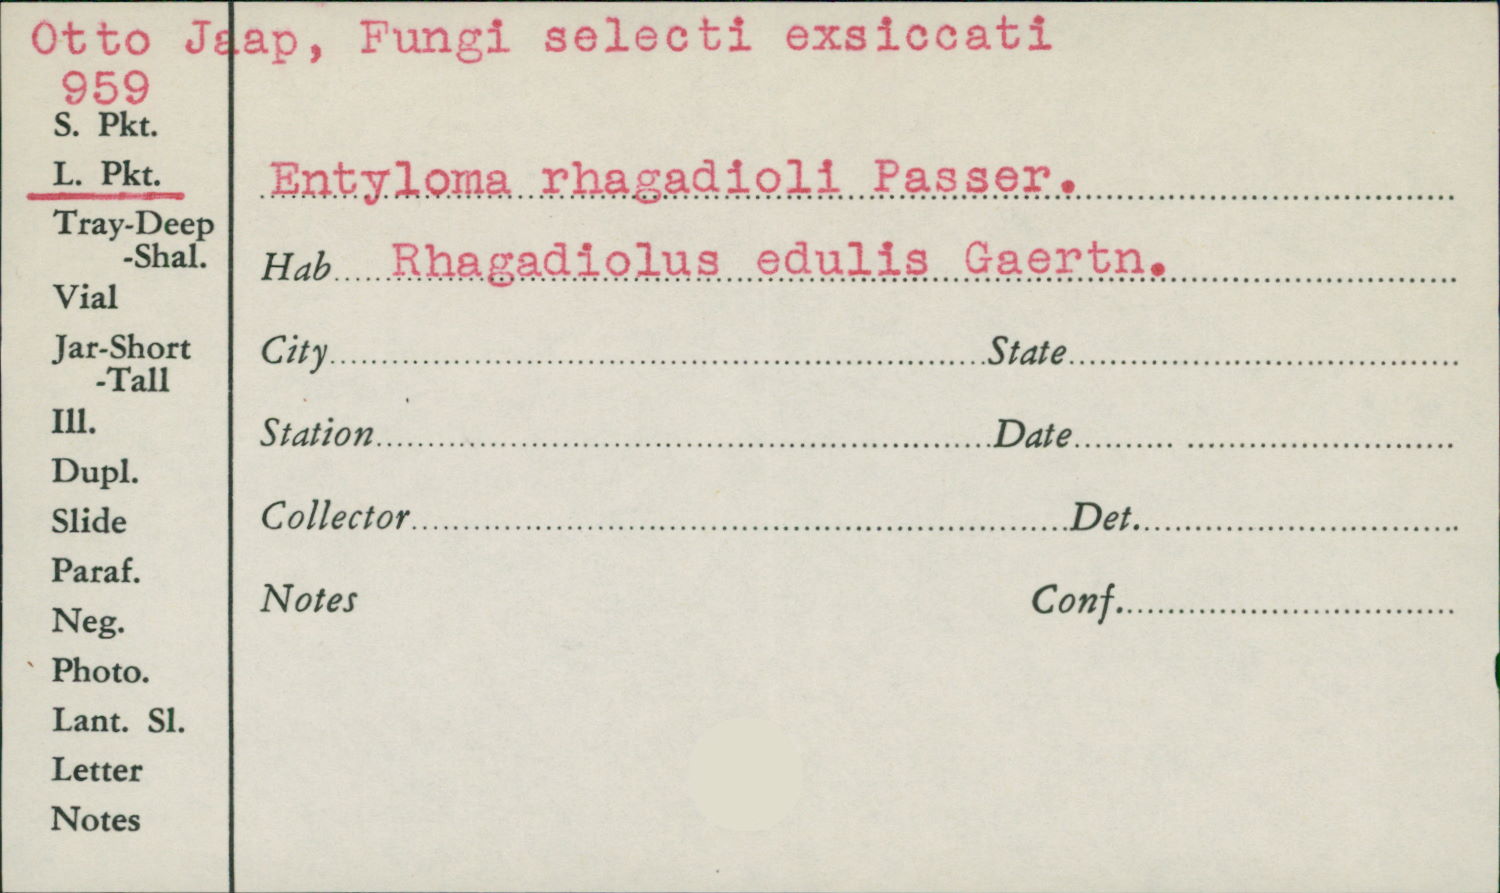 Otto Jaap, Fungi selecti exsiccati
959
S. Pkt.
L. Pkt.
Entyloma rhagadioli Passer.
Tray-Deep
-Shal.
Hab Rhagadiolus edulis Gaertn.
Vial
Jar-Short
-Tall
City State
Ill.
Station Date
Dupl.
Slide
Collector Det.
Paraf.
Notes Conf.
Neg.
Photo.
Lant. Sl.
Letter
Notes